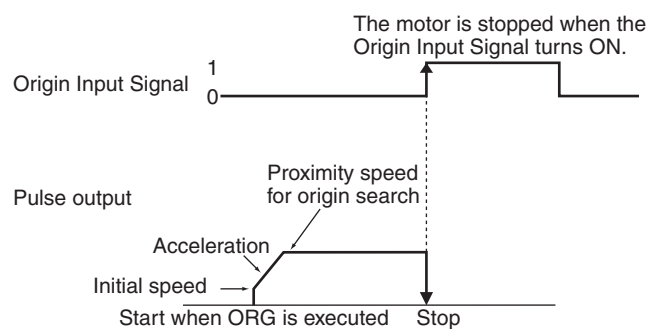 The motor is stopped when the
Origin Input Signal turns ON.
Origin Input Signal
1
0
Proximity speed
for origin search
Pulse output
Acceleration
Initial speed
Start when ORG is executed
Stop